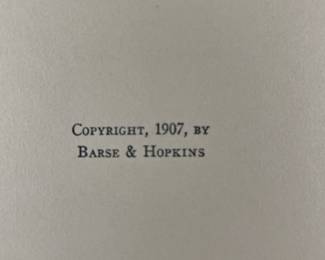 Copyright, 1907, by
Barse & Hopkins